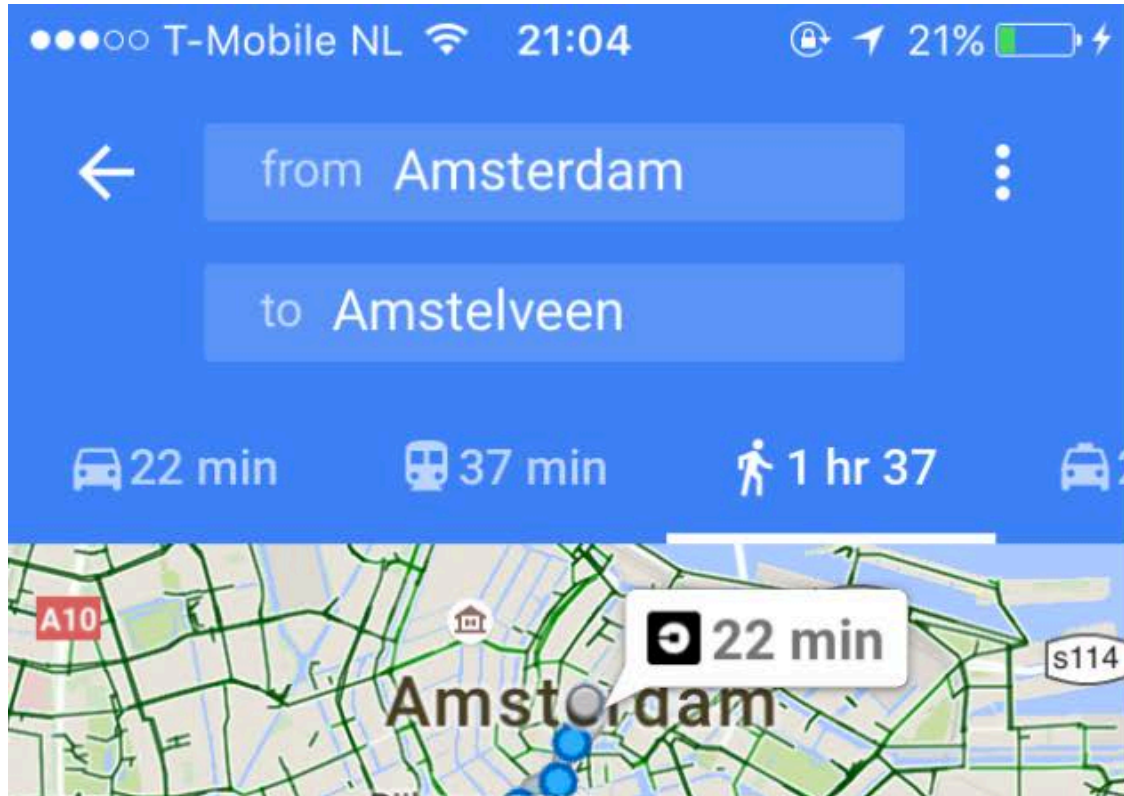 T-Mobile NL 21:04 21%
from Amsterdam
to Amstelveen
22 min 37 min 1 hr 37
A10
22 min
s114
Amsterdam